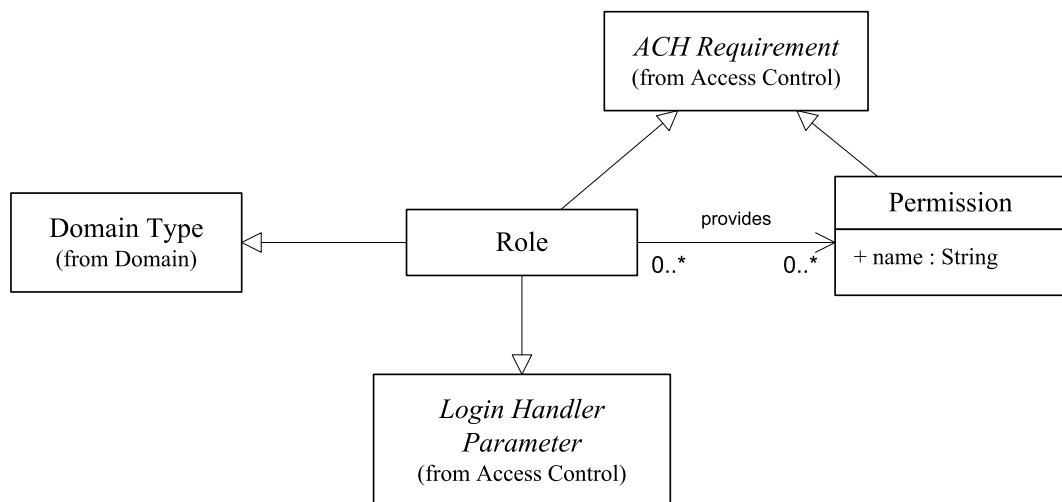 ACH Requirement
(from Access Control)
Domain Type
(from Domain)
Role
provides
0..*
0..*
Permission
+ name : String
Login Handler
Parameter
(from Access Control)